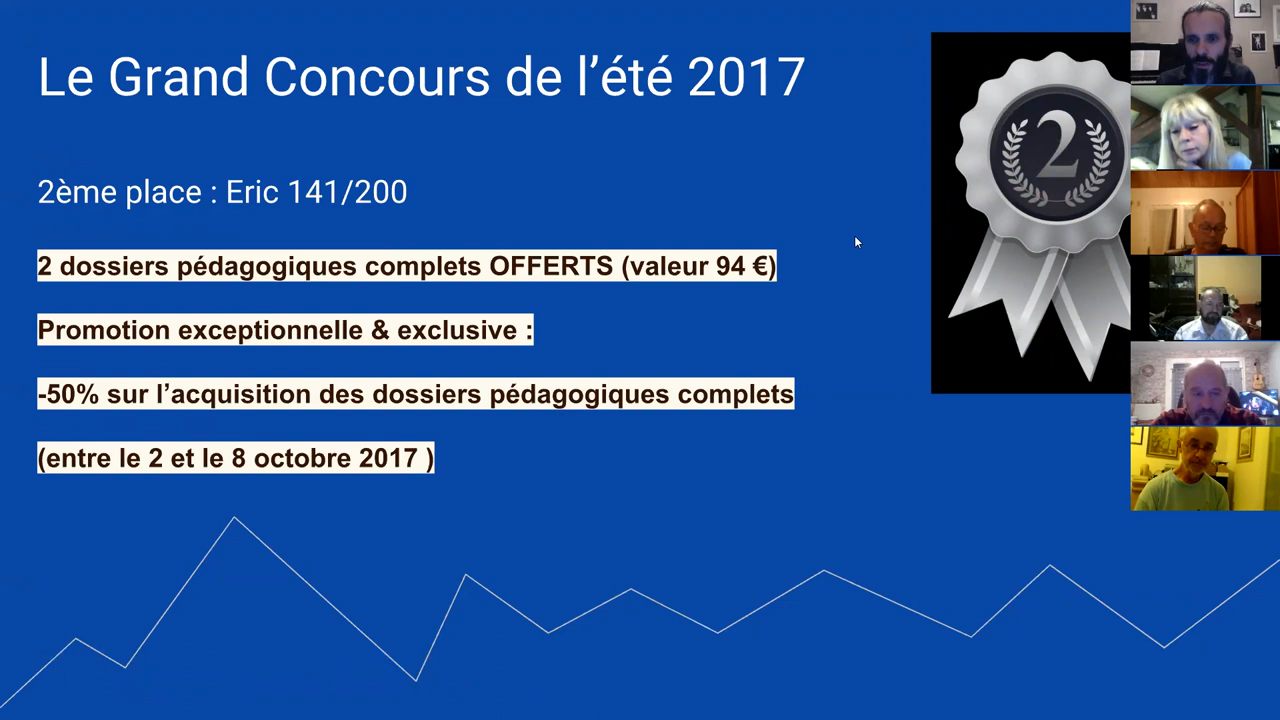 Le Grand Concours de l’été 2017
2ème place : Eric 141/200
2 dossiers pédagogiques complets OFFERTS (valeur 94 €)
Promotion exceptionnelle & exclusive :
-50% sur l’acquisition des dossiers pédagogiques complets
(entre le 2 et le 8 octobre 2017 )
2